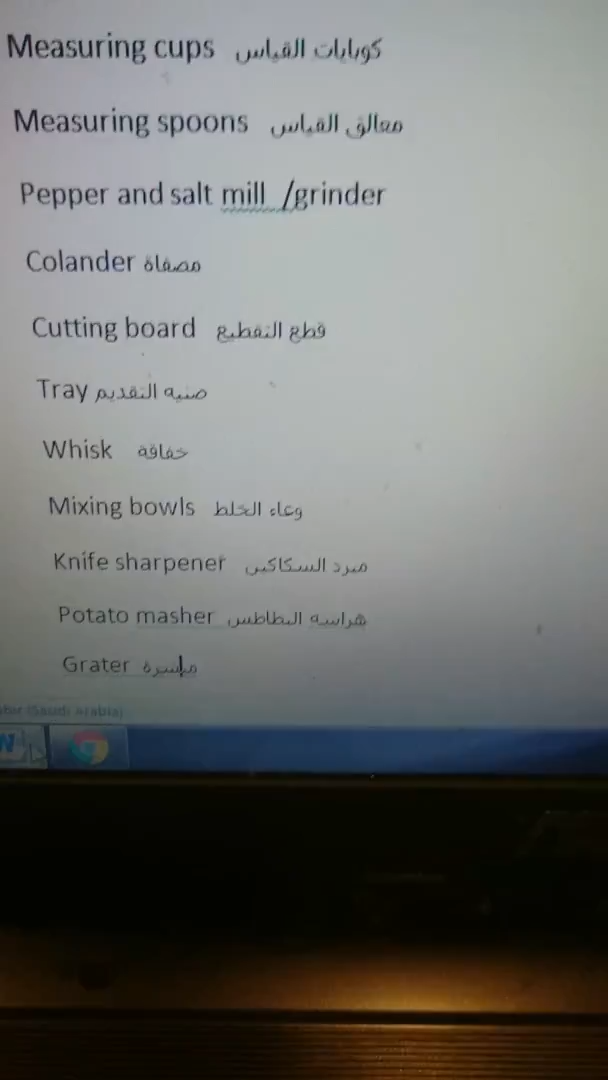 Measuring cups كوبايات القياس
Measuring spoons معالق القياس
Pepper and salt mill /grinder
Colander مصفاة
Cutting board قطع التقطيع
Tray صنيه التقديم
Whisk خفاقة
Mixing bowls وعاء الخلط
Knife sharpener مبرد السكاكين
Potato masher هراسه البطاطس
Grater مبشرة
(Saudi Arabia)